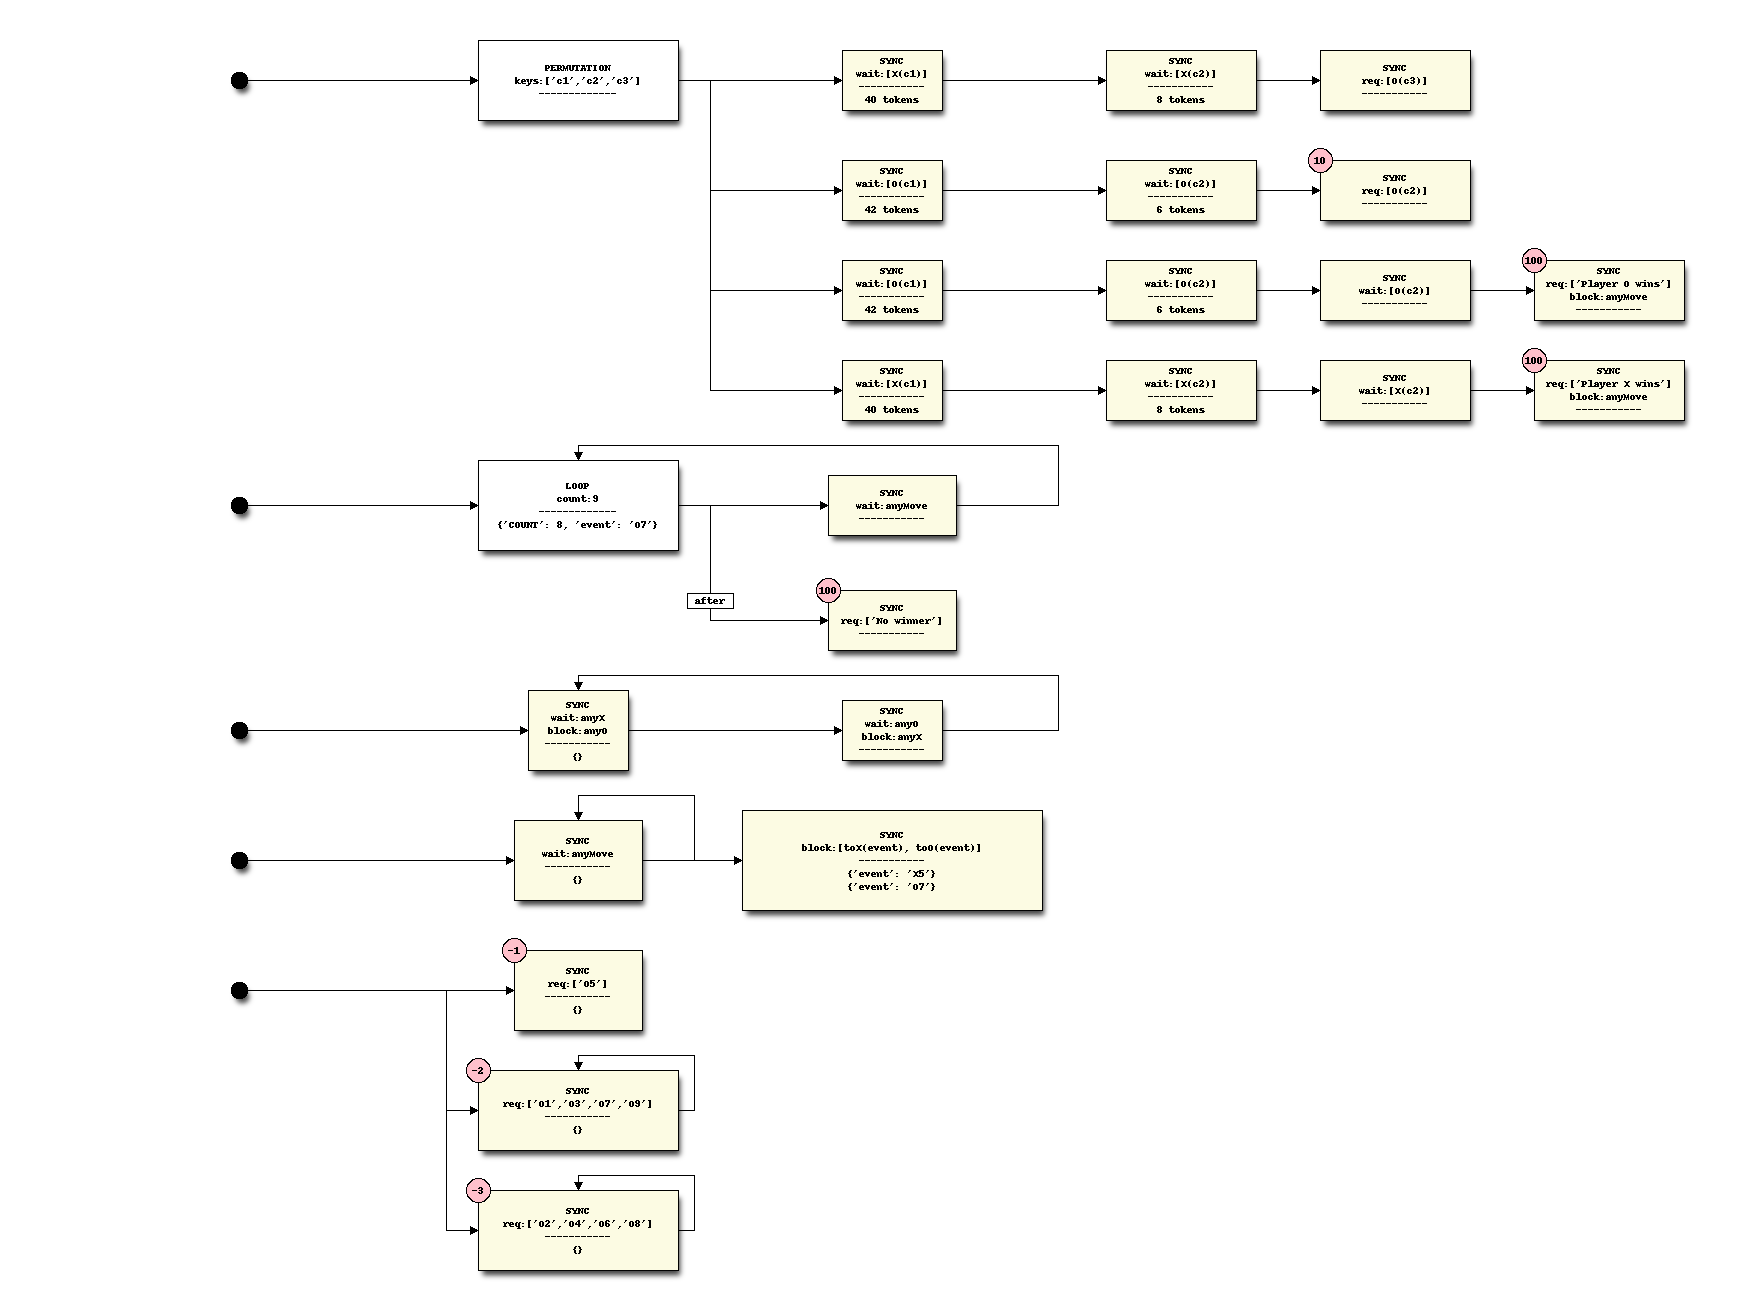 PERMUTATION
keys:['c1','c2','c3']
-------------
SYNC
wait:[X(c1)]
-----------
40 tokens
SYNC
wait:[X(c2)]
-----------
8 tokens
SYNC
req:[O(c3)]
-----------
SYNC
wait:[O(c1)]
-----------
42 tokens
SYNC
wait:[O(c2)]
-----------
6 tokens
10
SYNC
req:[O(c2)]
-----------
SYNC
wait:[O(c1)]
-----------
42 tokens
SYNC
wait:[O(c2)]
-----------
6 tokens
SYNC
wait:[O(c2)]
-----------
100
SYNC
req:['Player O wins']
block:anyMove
-----------
SYNC
wait:[X(c1)]
-----------
40 tokens
SYNC
wait:[X(c2)]
-----------
8 tokens
SYNC
wait:[X(c2)]
-----------
100
SYNC
req:['Player X wins']
block:anyMove
-----------
LOOP
count:9
-------------
{'COUNT': 8, 'event': 'O7'}
SYNC
wait:anyMove
-----------
after
100
SYNC
req:['No winner']
-----------
SYNC
wait:anyX
block:anyO
-----------
{}
SYNC
wait:anyO
block:anyX
-----------
SYNC
wait:anyMove
-----------
{}
SYNC
block:[toX(event), toO(event)]
-----------
{'event': 'X5'}
{'event': 'O7'}
-1
SYNC
req:['O5']
-----------
{}
-2
SYNC
req:['O1','O3','O7','O9']
-----------
{}
-3
SYNC
req:['O2','O4','O6','O8']
-----------
{}